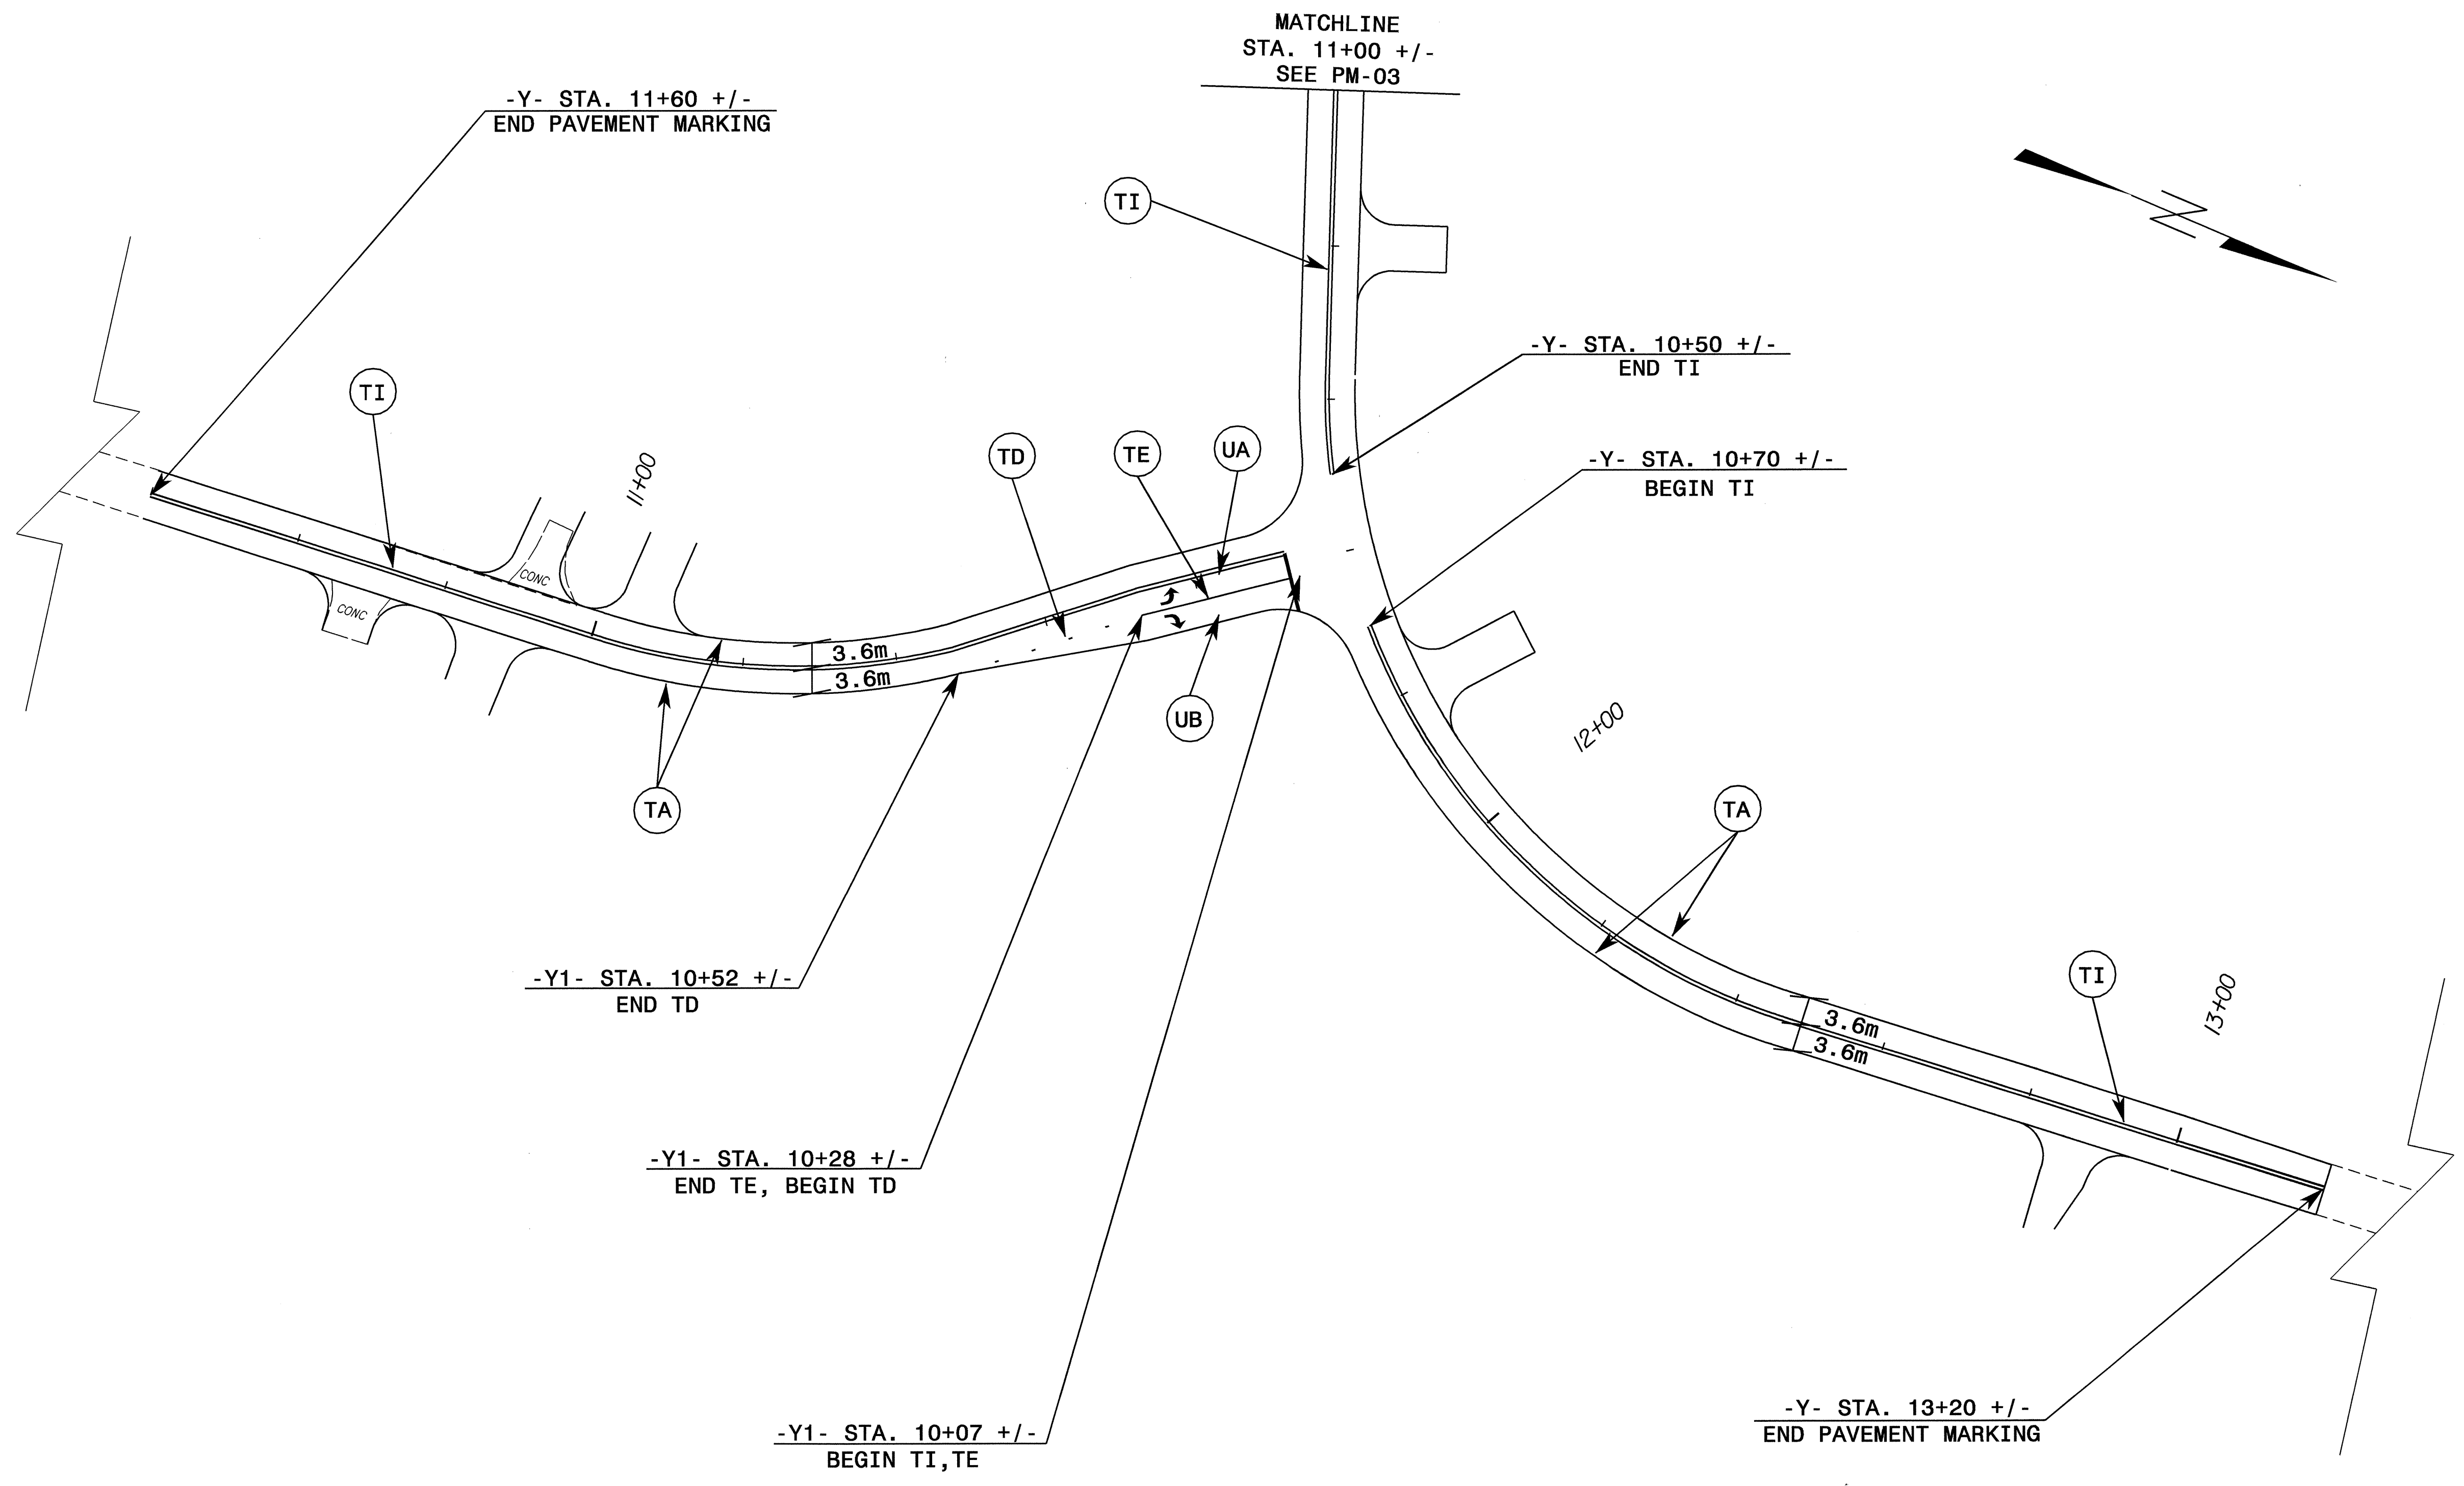 MATCHLINE
STA. 11+00 +/-
SEE PM-03
-Y- STA. 11+60 +/-
END PAVEMENT MARKING
TI
-Y- STA. 10+50 +/-
END TI
TI
11+00
TD
TE
UA
-Y- STA. 10+70 +/-
BEGIN TI
CONC
CONC
3.6m
3.6m
UB
12+00
TA
TA
-Y1- STA. 10+52 +/-
END TD
TI
13+00
3.6m
3.6m
-Y1- STA. 10+28 +/-
END TE, BEGIN TD
-Y1- STA. 10+07 +/-
BEGIN TI,TE
-Y- STA. 13+20 +/-
END PAVEMENT MARKING